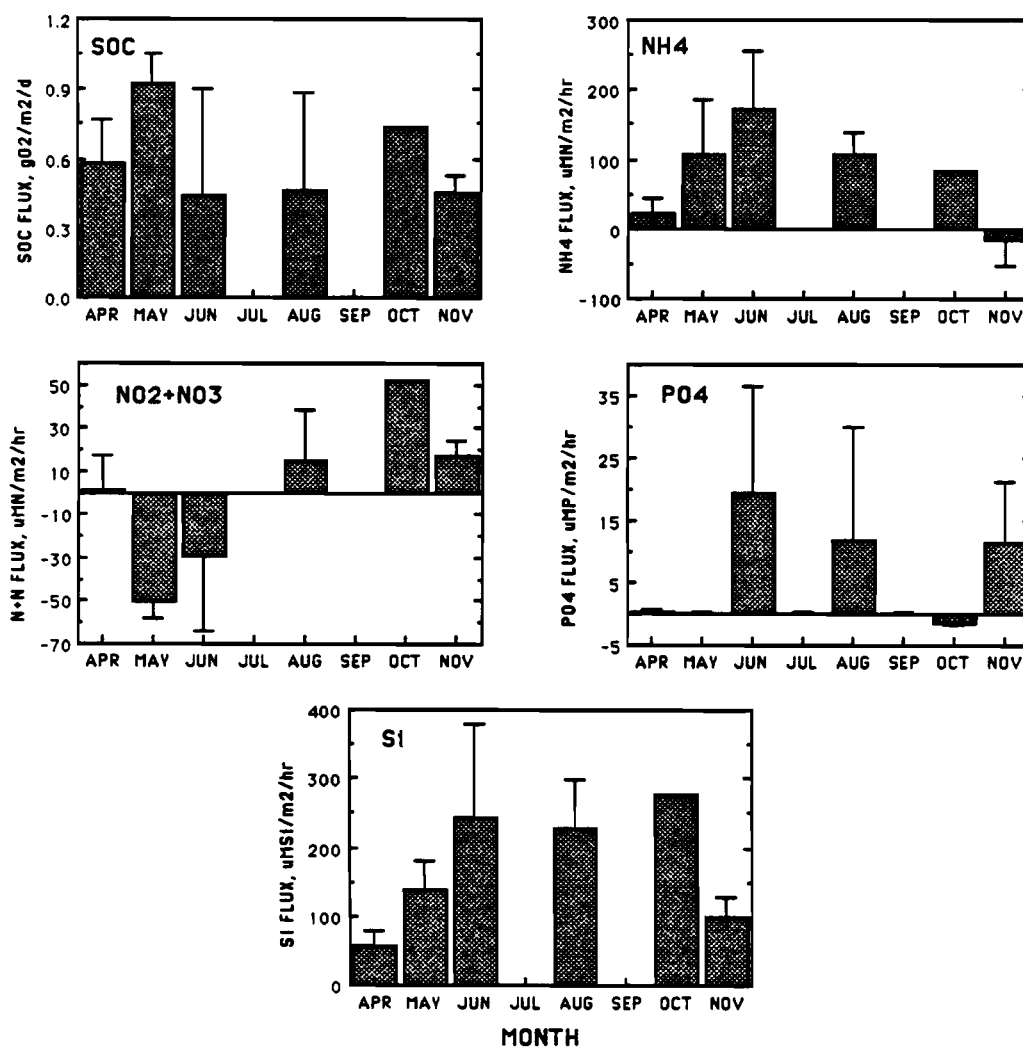 SOC
SOC FLUX, gO2/m2/d
1.2
0.9
0.6
0.3
0.0
APR MAY JUN JUL AUG SEP OCT NOV
NH4
NH4 FLUX, uMN/m2/hr
300
200
100
0
-100
APR MAY JUN JUL AUG SEP OCT NOV
NO2+NO3
N+N FLUX, uMN/m2/hr
50
30
10
-10
-30
-50
-70
APR MAY JUN JUL AUG SEP OCT NOV
PO4
PO4 FLUX, uMP/m2/hr
35
25
15
5
-5
APR MAY JUN JUL AUG SEP OCT NOV
Si
Si FLUX, uMSi/m2/hr
400
300
200
100
0
APR MAY JUN JUL AUG SEP OCT NOV
MONTH